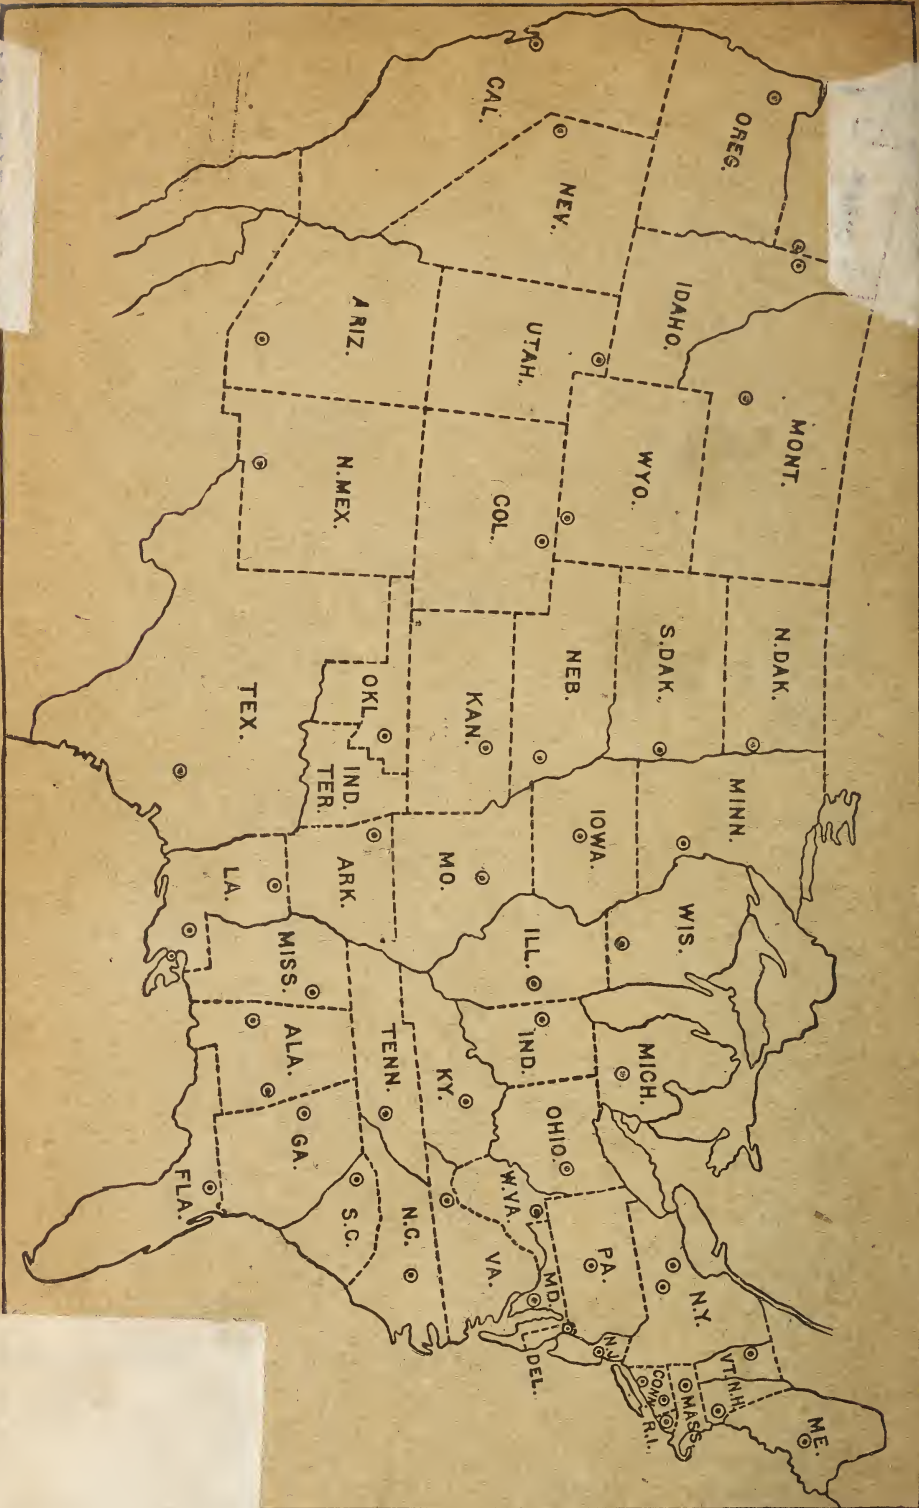 OREG.
CAL.
NEV.
IDAHO.
MONT.
UTAH.
ARIZ.
WYO.
COL.
N.MEX.
N.DAK.
S.DAK.
NEB.
KAN.
OKL.
IND.
TER.
TEX.
MINN.
IOWA.
MO.
ARK.
LA.
WIS.
ILL.
MISS.
MICH.
IND.
OHIO.
KY.
TENN.
ALA.
GA.
FLA.
S.C.
N.C.
W.VA.
VA.
PA.
MD.
DEL.
N.J.
N.Y.
VT.
N.H.
MASS.
CONN.
R.I.
ME.